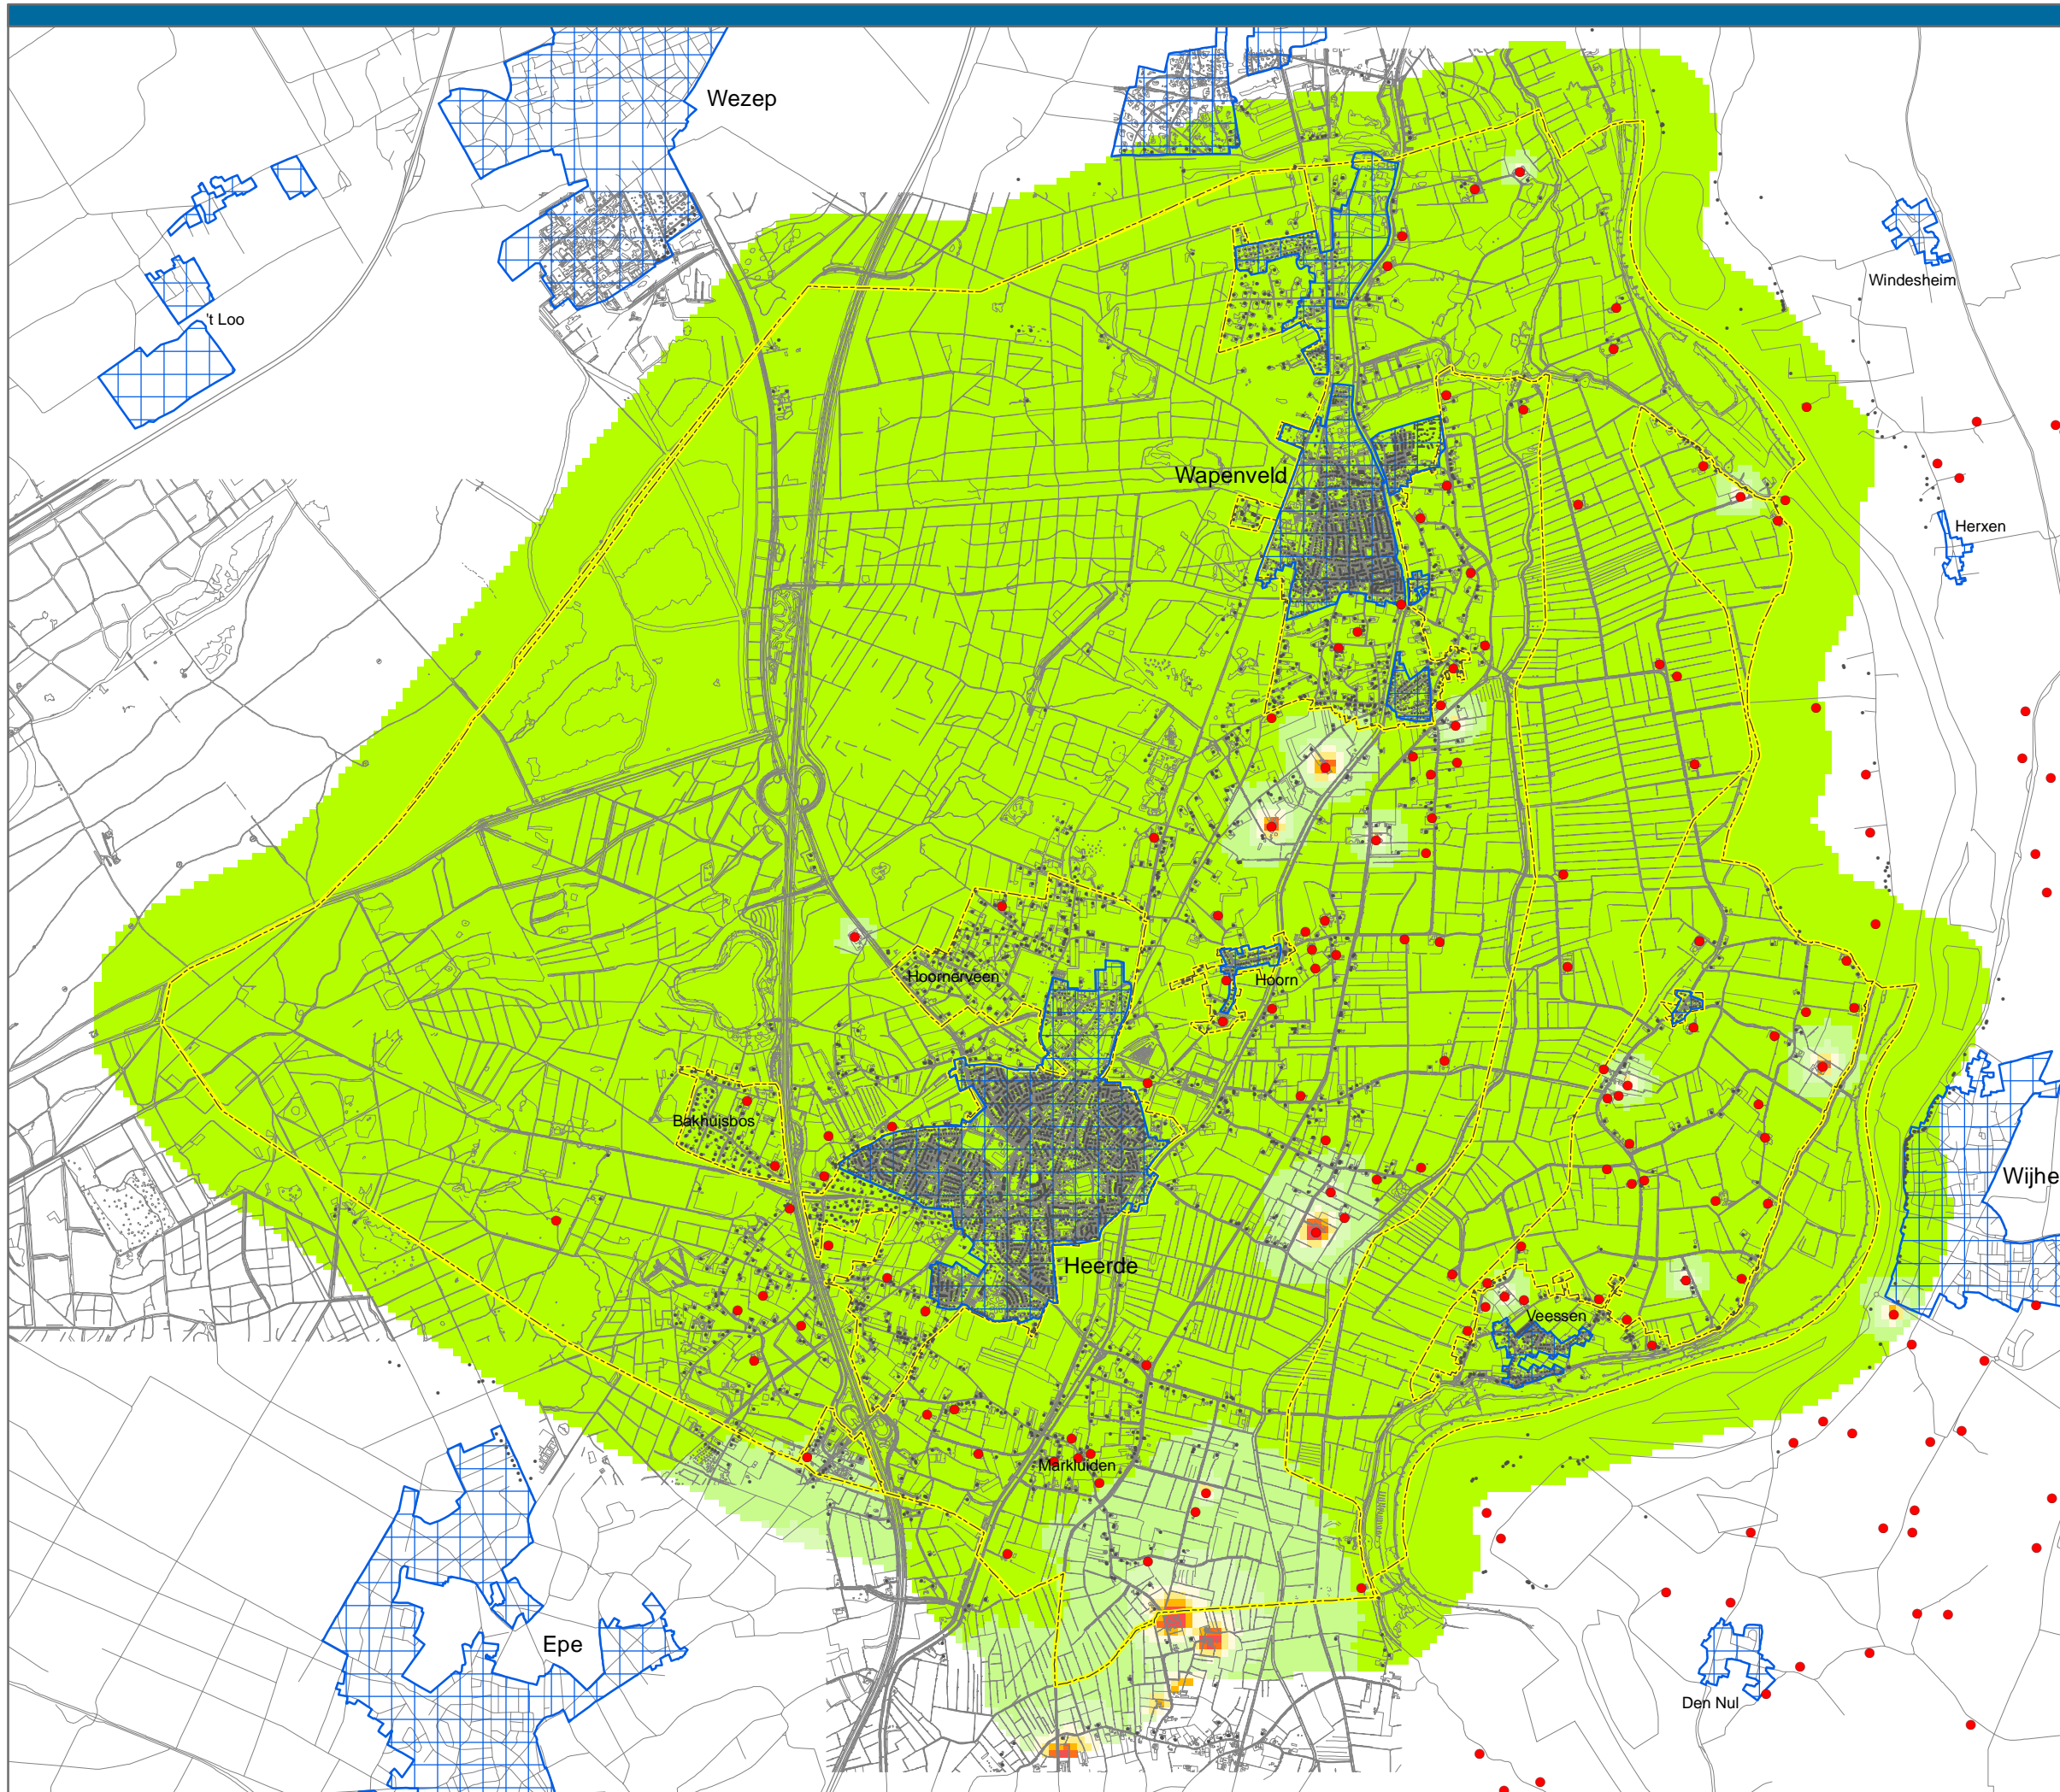 Wezep
Windesheim
't Loo
Wapenveld
Herxen
Hoornerveen
Hoorn
Bakhuisbos
Wijhe
Heerde
Veessen
Markluiden
Epe
Den Nul